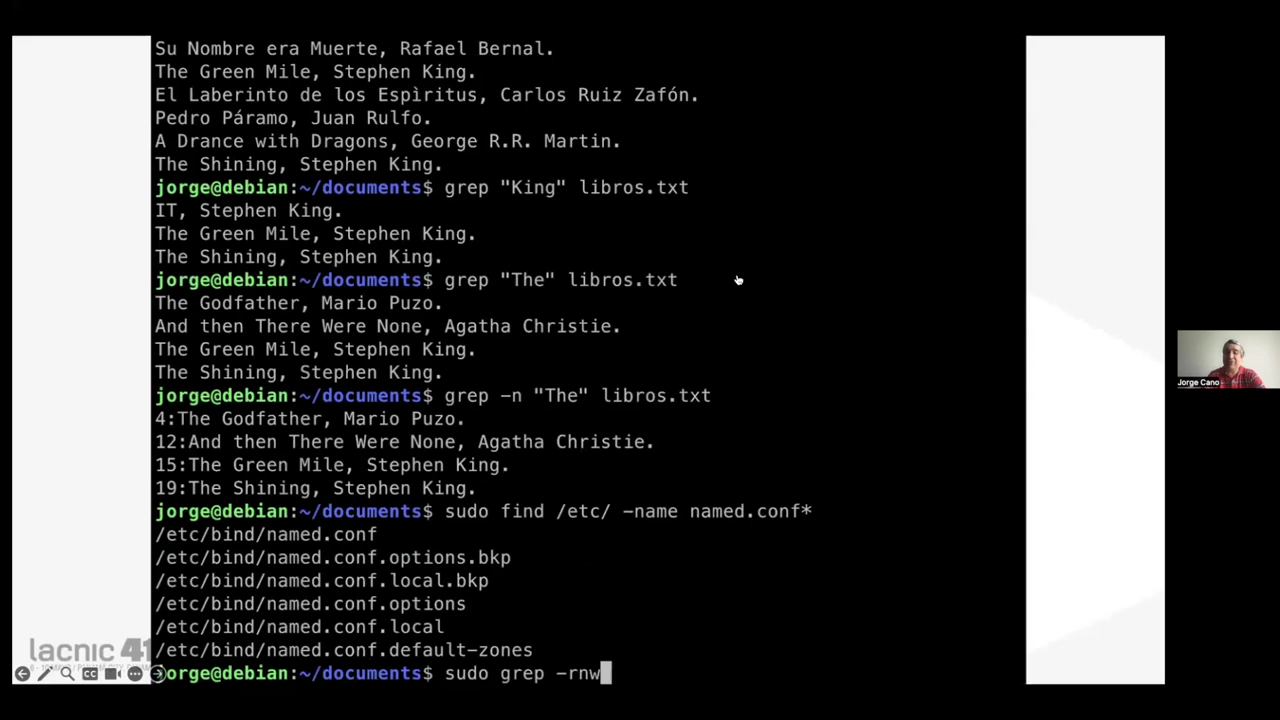 Su Nombre era Muerte, Rafael Bernal.
The Green Mile, Stephen King.
El Laberinto de los Espìritus, Carlos Ruiz Zafón.
Pedro Páramo, Juan Rulfo.
A Drance with Dragons, George R.R. Martin.
The Shining, Stephen King.
jorge@debian:~/documents$ grep "King" libros.txt
IT, Stephen King.
The Green Mile, Stephen King.
The Shining, Stephen King.
jorge@debian:~/documents$ grep "The" libros.txt
The Godfather, Mario Puzo.
And then There Were None, Agatha Christie.
The Green Mile, Stephen King.
The Shining, Stephen King.
jorge@debian:~/documents$ grep -n "The" libros.txt
4:The Godfather, Mario Puzo.
12:And then There Were None, Agatha Christie.
15:The Green Mile, Stephen King.
19:The Shining, Stephen King.
jorge@debian:~/documents$ sudo find /etc/ -name named.conf*
/etc/bind/named.conf
/etc/bind/named.conf.options.bkp
/etc/bind/named.conf.local.bkp
/etc/bind/named.conf.options
/etc/bind/named.conf.local
/etc/bind/named.conf.default-zones
jorge@debian:~/documents$ sudo grep -rnw
lacnic 41
CC
Jorge Cano